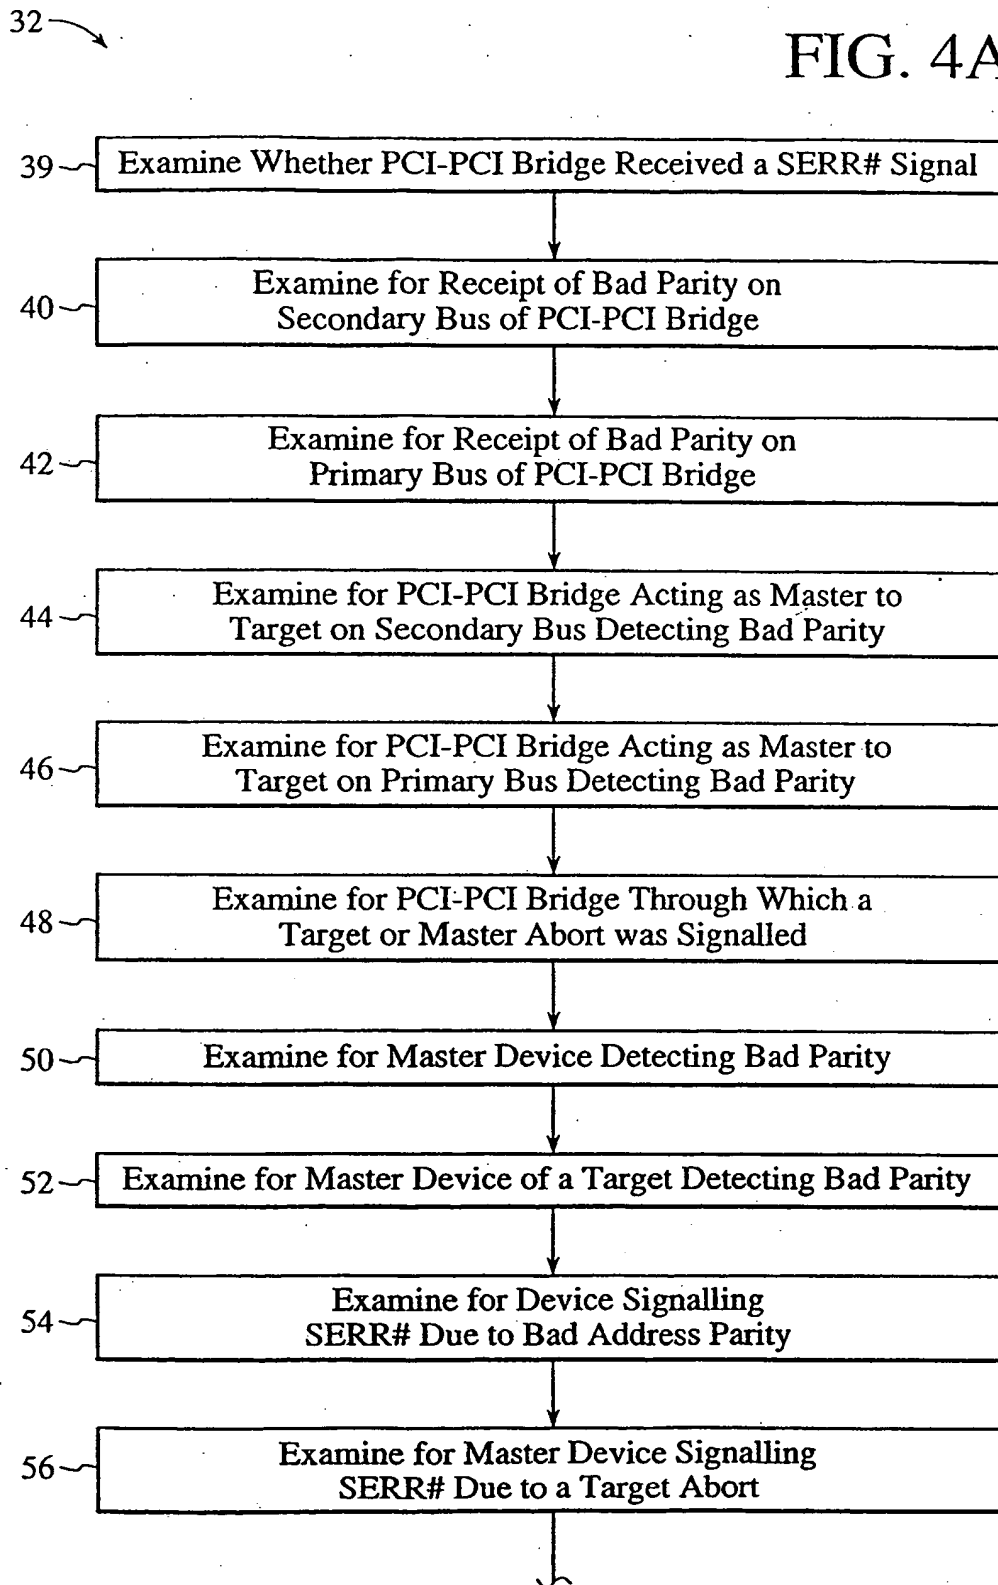 32
FIG. 4A
39
Examine Whether PCI-PCI Bridge Received a SERR# Signal
40
Examine for Receipt of Bad Parity on
Secondary Bus of PCI-PCI Bridge
42
Examine for Receipt of Bad Parity on
Primary Bus of PCI-PCI Bridge
44
Examine for PCI-PCI Bridge Acting as Master to
Target on Secondary Bus Detecting Bad Parity
46
Examine for PCI-PCI Bridge Acting as Master to
Target on Primary Bus Detecting Bad Parity
48
Examine for PCI-PCI Bridge Through Which a
Target or Master Abort was Signalled
50
Examine for Master Device Detecting Bad Parity
52
Examine for Master Device of a Target Detecting Bad Parity
54
Examine for Device Signalling
SERR# Due to Bad Address Parity
56
Examine for Master Device Signalling
SERR# Due to a Target Abort